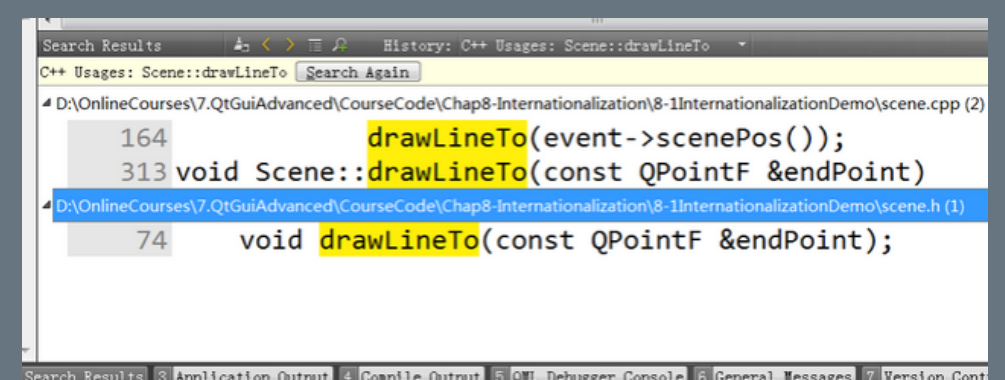 Search Results History: C++ Usages: Scene::drawLineTo
C++ Usages: Scene::drawLineTo Search Again
D:\OnlineCourses\7.QtGuiAdvanced\CourseCode\Chap8-Internationalization\8-1InternationalizationDemo\scene.cpp (2)
164 drawLineTo(event->scenePos());
313 void Scene::drawLineTo(const QPointF &endPoint)
D:\OnlineCourses\7.QtGuiAdvanced\CourseCode\Chap8-Internationalization\8-1InternationalizationDemo\scene.h (1)
74 void drawLineTo(const QPointF &endPoint);
Search Results 3 Application Output 4 Compile Output 5 QML Debugger Console 6 General Messages 7 Version Cont